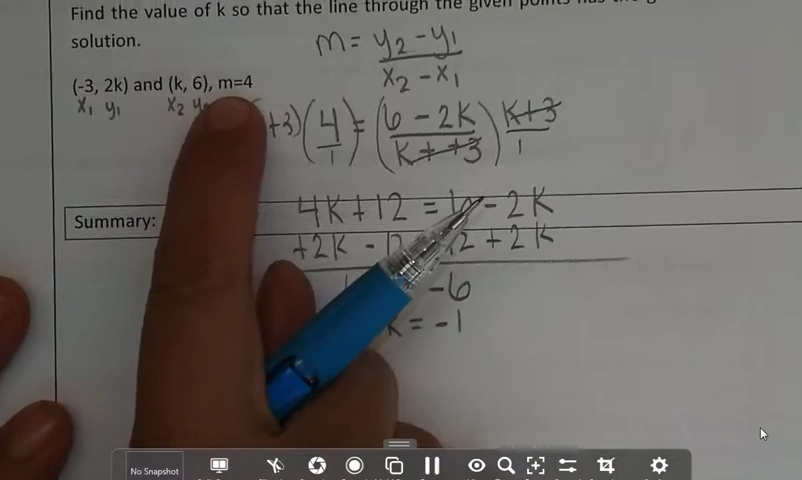 Find the value of k so that the line through the given points has the g
solution.
m = y₂ - y₁
x₂ - x₁
(-3, 2k) and (k, 6), m=4
x₁ y₁ x₂
+3) (4/1) = (6 - 2k / k + +3) k+3/1
4k + 12 = 6 - 2k
Summary:
+2k - 12 + 2k
-6
k = -1
No Snapshot